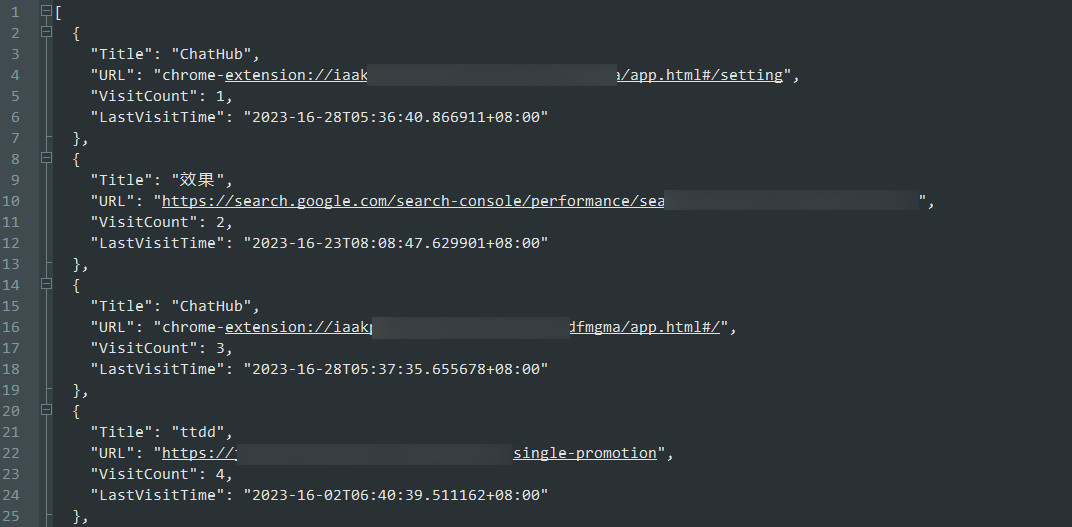 1 [
2 {
3 "Title": "ChatHub",
4 "URL": "chrome-extension://iaak a/app.html#/setting",
5 "VisitCount": 1,
6 "LastVisitTime": "2023-16-28T05:36:40.866911+08:00"
7 },
8 {
9 "Title": "效果",
10 "URL": "https://search.google.com/search-console/performance/sea ",
11 "VisitCount": 2,
12 "LastVisitTime": "2023-16-23T08:08:47.629901+08:00"
13 },
14 {
15 "Title": "ChatHub",
16 "URL": "chrome-extension://iaakp dfmgma/app.html#/",
17 "VisitCount": 3,
18 "LastVisitTime": "2023-16-28T05:37:35.655678+08:00"
19 },
20 {
21 "Title": "ttdd",
22 "URL": "https:// single-promotion",
23 "VisitCount": 4,
24 "LastVisitTime": "2023-16-02T06:40:39.511162+08:00"
25 },